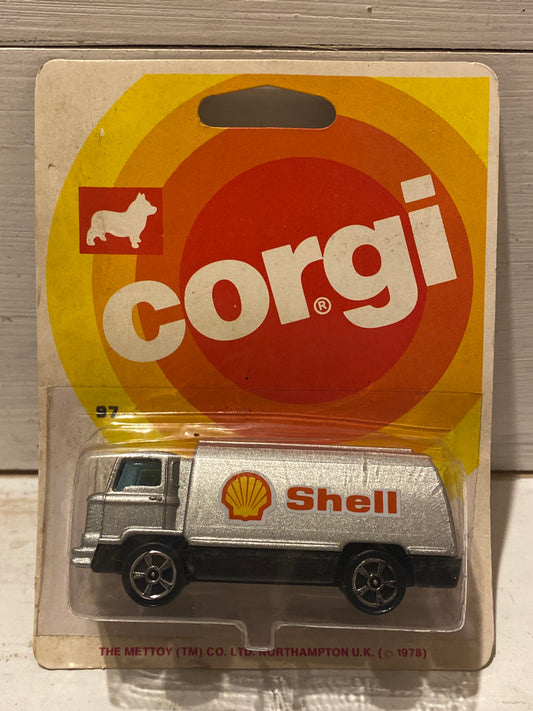 corgi
®
97
Shell
THE METTOY (TM) CO. LTD. NORTHAMPTON U.K. (© 1978)